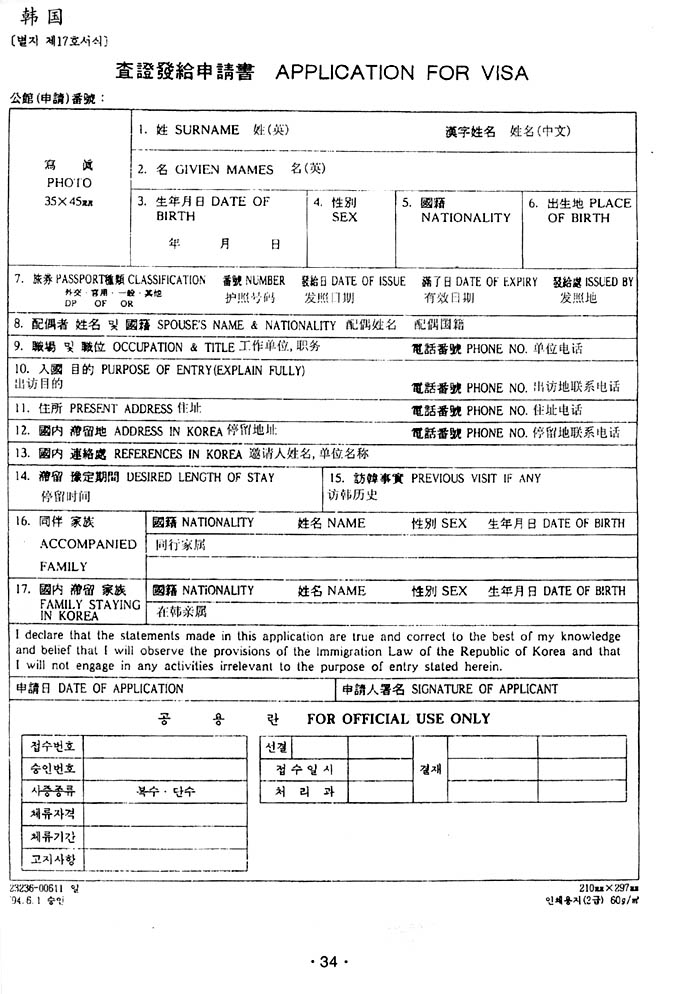 韩国
[별지 제17호서식]
査證發給申請書 APPLICATION FOR VISA
公館(申請)番號:
寫 眞
PHOTO
35×45㎜
1. 姓 SURNAME 姓(英) 漢字姓名 姓名(中文)
2. 名 GIVIEN MAMES 名(英)
3. 生年月日 DATE OF BIRTH
年 月 日
4. 性別 SEX
5. 國籍 NATIONALITY
6. 出生地 PLACE OF BIRTH
7. 旅券 PASSPORT種類 CLASSIFICATION 番號 NUMBER 發給日 DATE OF ISSUE 滿了日 DATE OF EXPIRY 發給處 ISSUED BY
外交·官用·一般·其他 护照号码 发照日期 有效日期 发照地
DP OF OR
8. 配偶者 姓名 및 國籍 SPOUSE'S NAME & NATIONALITY 配偶姓名 配偶国籍
9. 職場 및 職位 OCCUPATION & TITLE 工作单位,职务 電話番號 PHONE NO. 单位电话
10. 入國 目的 PURPOSE OF ENTRY(EXPLAIN FULLY)
出访目的 電話番號 PHONE NO. 出访地联系电话
11. 住所 PRESENT ADDRESS 住址 電話番號 PHONE NO. 住址电话
12. 國内 滯留地 ADDRESS IN KOREA 停留地址 電話番號 PHONE NO. 停留地联系电话
13. 國内 連絡處 REFERENCES IN KOREA 邀请人姓名,单位名称
14. 滯留 豫定期間 DESIRED LENGTH OF STAY
停留时间
15. 訪韓事實 PREVIOUS VISIT IF ANY
访韩历史
16. 同伴 家族 國籍 NATIONALITY 姓名 NAME 性別 SEX 生年月日 DATE OF BIRTH
ACCOMPANIED 同行家属
FAMILY
17. 國内 滯留 家族 國籍 NATIONALITY 姓名 NAME 性別 SEX 生年月日 DATE OF BIRTH
FAMILY STAYING
IN KOREA 在韩亲属
I declare that the statements made in this application are true and correct to the best of my knowledge
and belief that I will observe the provisions of the Immigration Law of the Republic of Korea and that
I will not engage in any activities irrelevant to the purpose of entry stated herein.
申請日 DATE OF APPLICATION 申請人署名 SIGNATURE OF APPLICANT
공 용 란 FOR OFFICIAL USE ONLY
접수번호
승인번호
사증종류 복수·단수
체류자격
체류기간
고지사항
선결
접수일시 결재
처 리 과
23236-00611 일 210㎜×297㎜
'94.6.1 승인 인쇄용지(2급) 60g/㎡
·34·